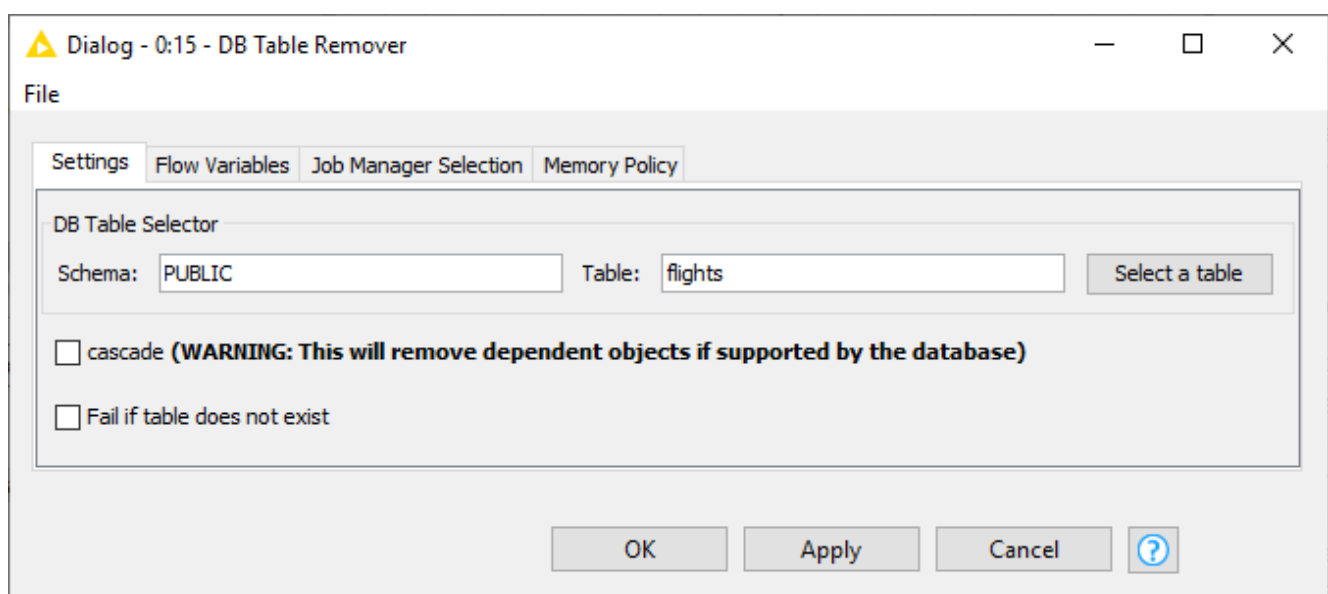 Dialog - 0:15 - DB Table Remover
File
Settings Flow Variables Job Manager Selection Memory Policy
DB Table Selector
Schema: PUBLIC Table: flights Select a table
cascade (WARNING: This will remove dependent objects if supported by the database)
Fail if table does not exist
OK Apply Cancel ?